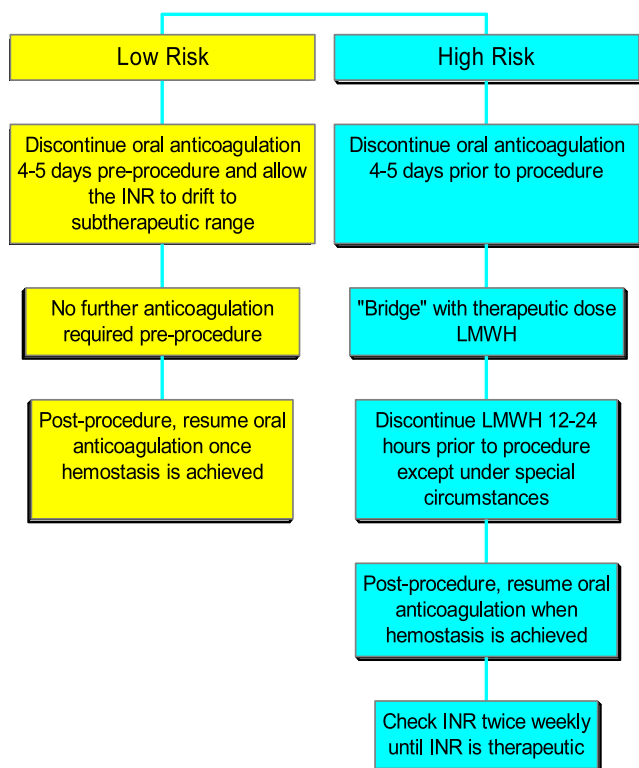 Low Risk
Discontinue oral anticoagulation
4-5 days pre-procedure and allow
the INR to drift to
subtherapeutic range
No further anticoagulation
required pre-procedure
Post-procedure, resume oral
anticoagulation once
hemostasis is achieved
High Risk
Discontinue oral anticoagulation
4-5 days prior to procedure
"Bridge" with therapeutic dose
LMWH
Discontinue LMWH 12-24
hours prior to procedure
except under special
circumstances
Post-procedure, resume oral
anticoagulation when
hemostasis is achieved
Check INR twice weekly
until INR is therapeutic